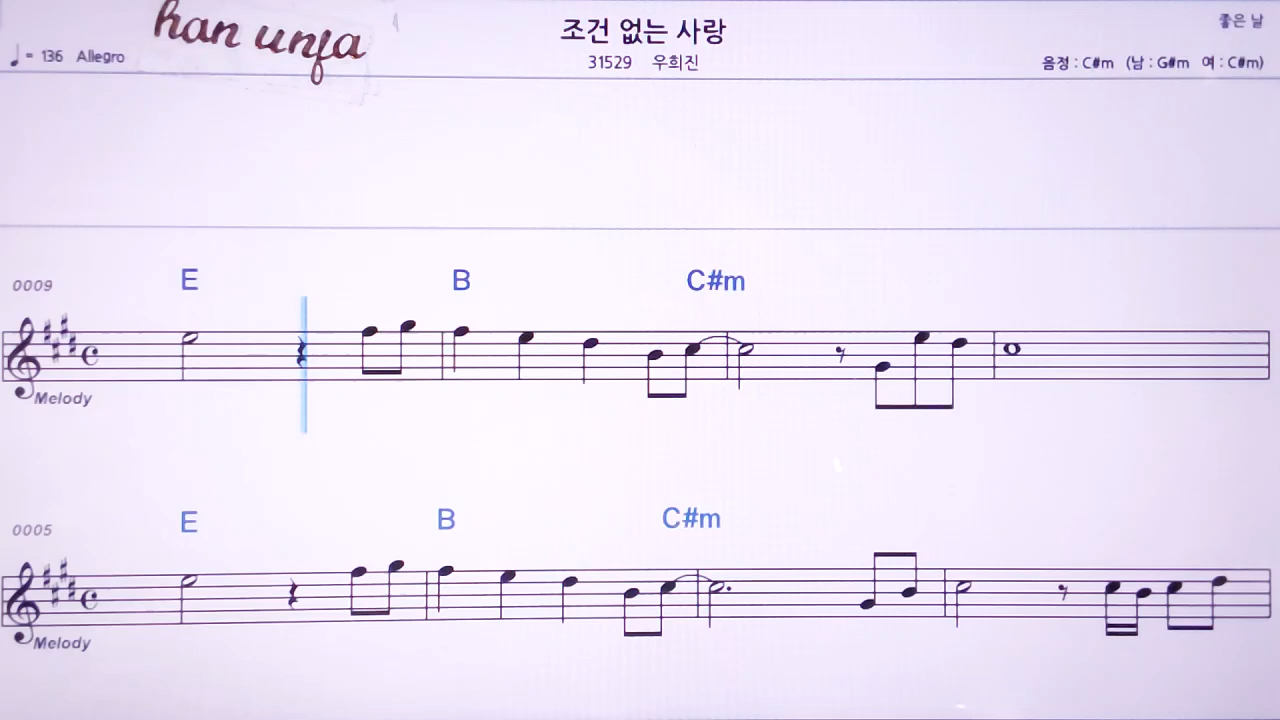 han unja
조건 없는 사랑
좋은 날
♩= 136 Allegro
31529 우희진
음정 : C#m (남 : G#m 여 : C#m)
0009
E B C#m
Melody
0005
E B C#m
Melody